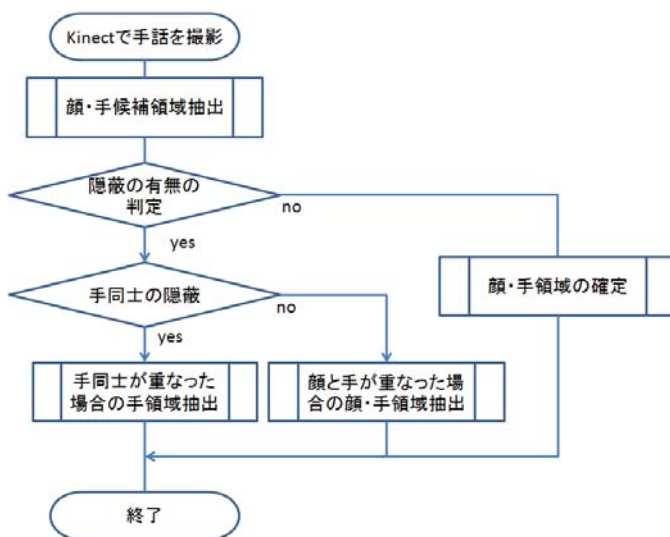 Kinectで手話を撮影
顔・手候補領域抽出
隠蔽の有無の
判定
no
yes
手同士の隠蔽
no
yes
顔・手領域の確定
手同士が重なった
場合の手領域抽出
顔と手が重なった場
合の顔・手領域抽出
終了